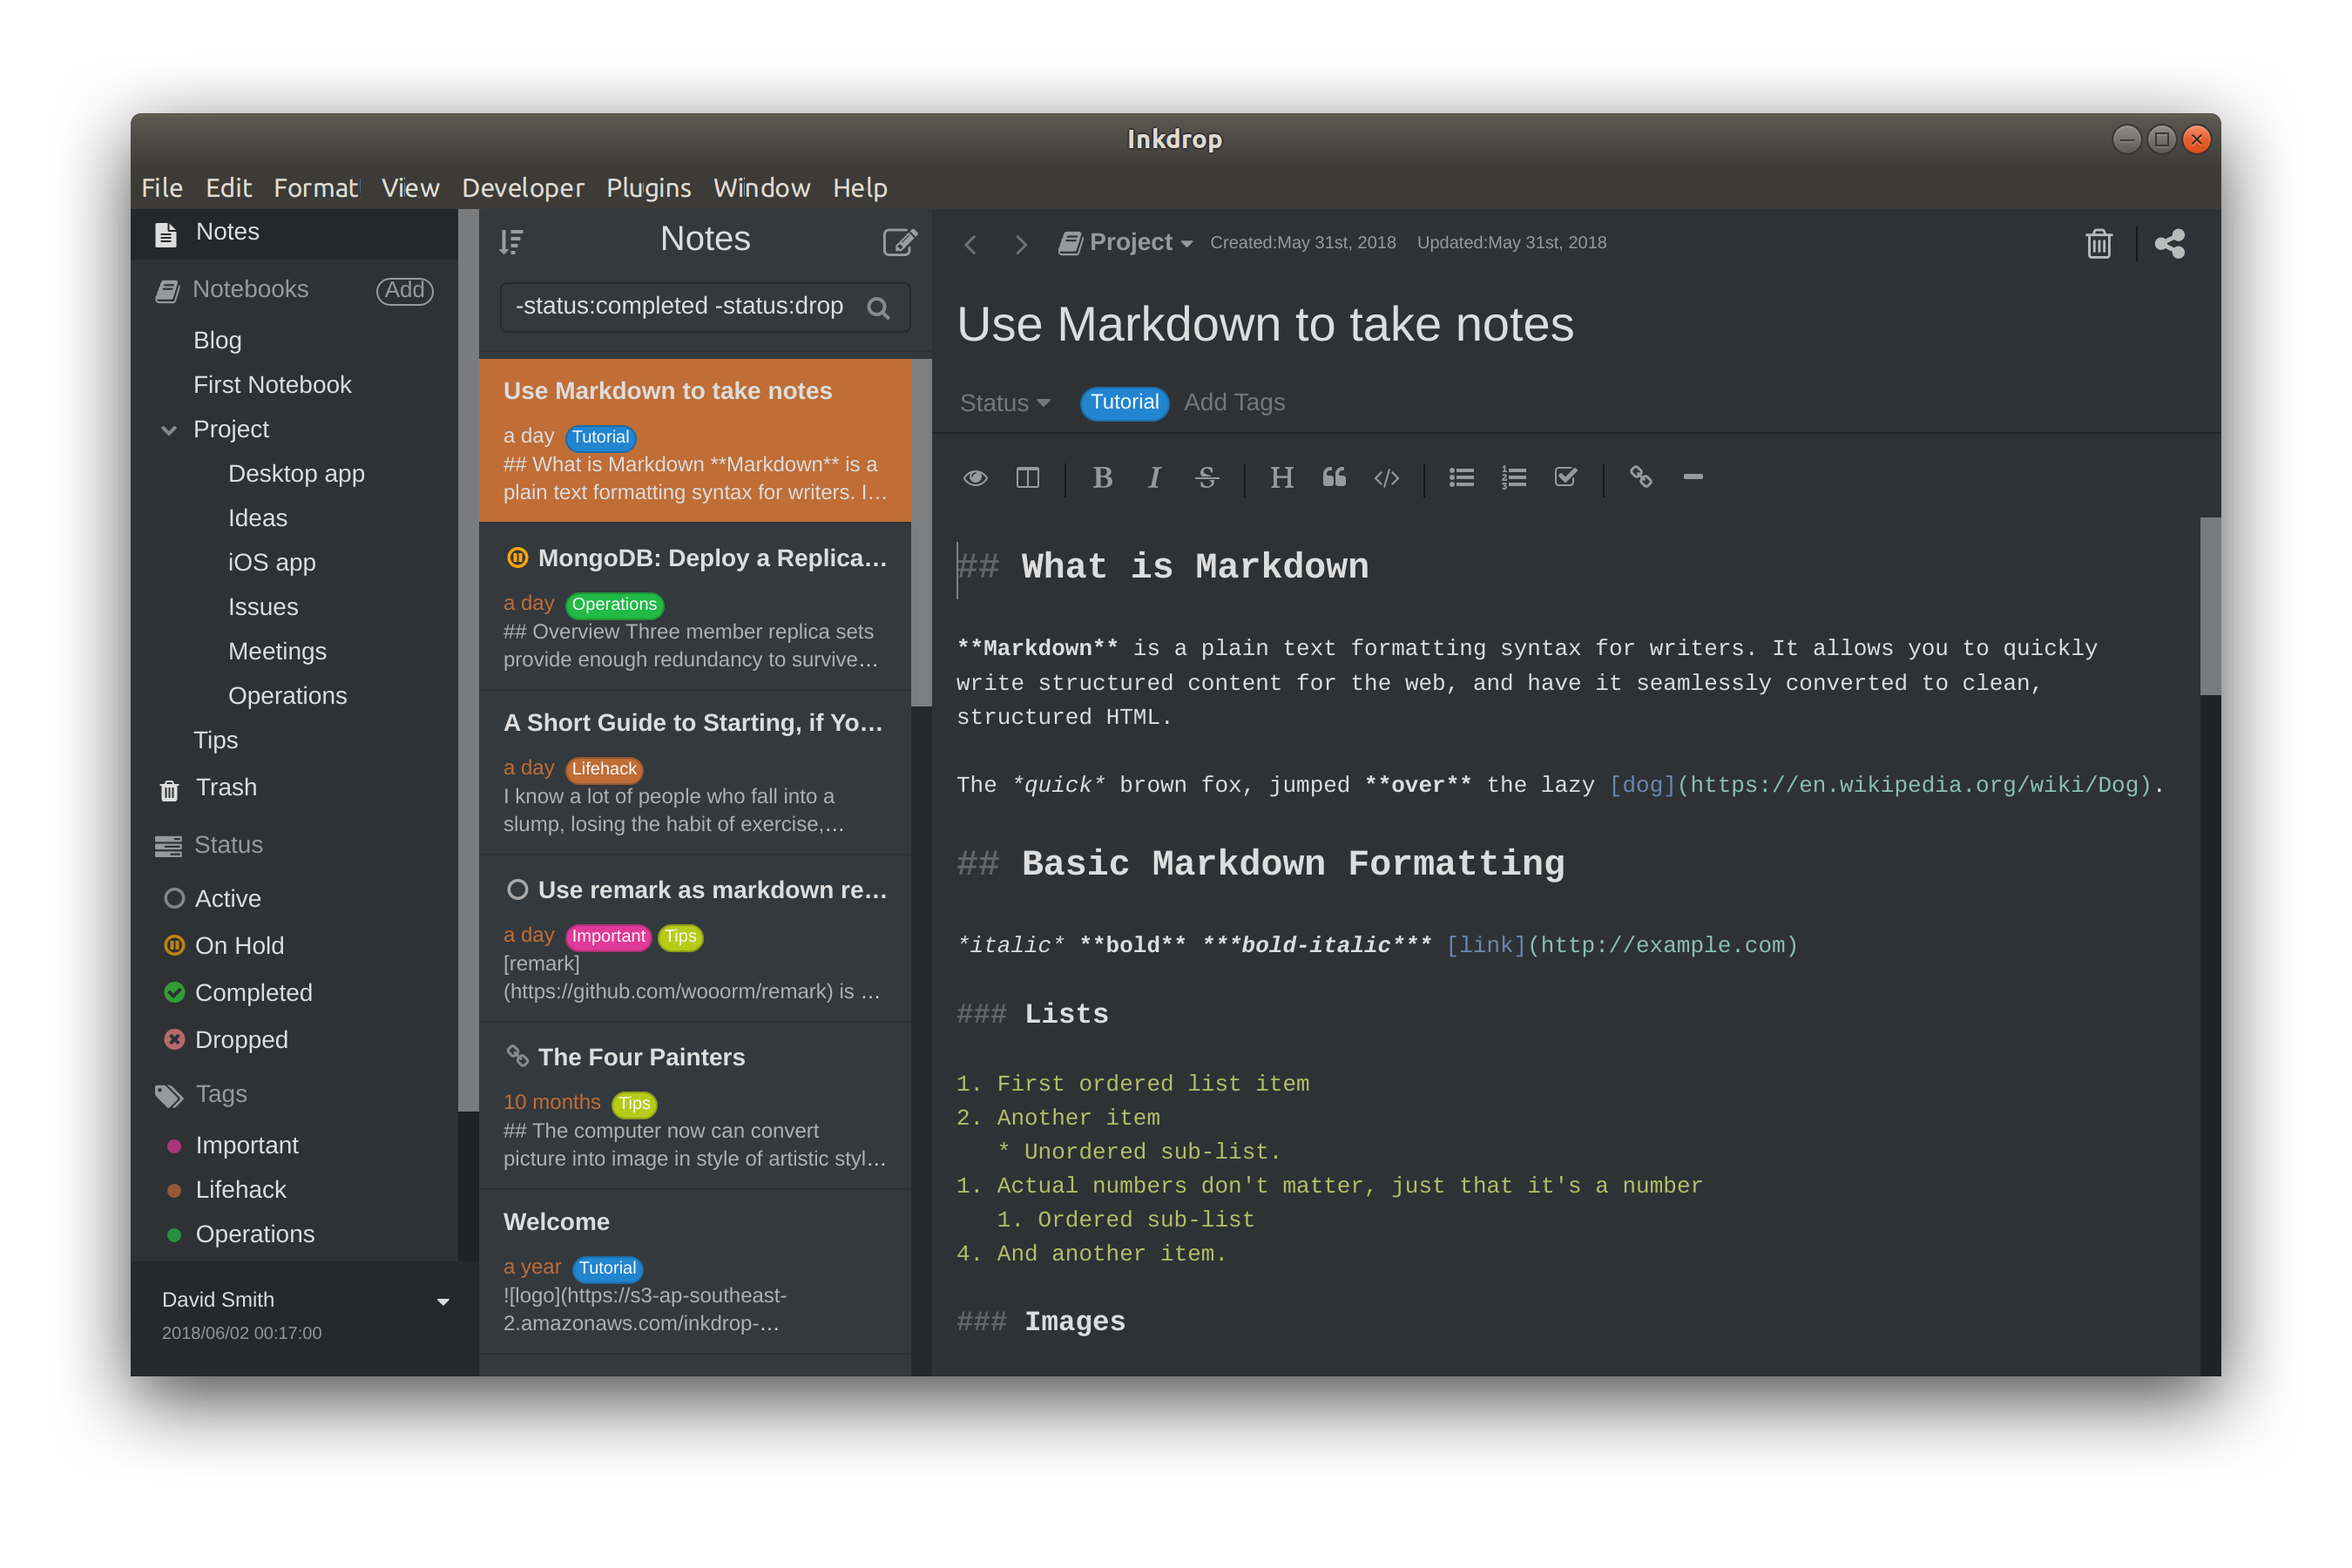 Inkdrop
File Edit Format View Developer Plugins Window Help
Notes
Notebooks Add
Blog
First Notebook
Project
Desktop app
Ideas
iOS app
Issues
Meetings
Operations
Tips
Trash
Status
Active
On Hold
Completed
Dropped
Tags
Important
Lifehack
Operations
David Smith
2018/06/02 00:17:00
Notes
-status:completed -status:drop
Use Markdown to take notes
a day Tutorial
## What is Markdown **Markdown** is a
plain text formatting syntax for writers. I…
MongoDB: Deploy a Replica…
a day Operations
## Overview Three member replica sets
provide enough redundancy to survive…
A Short Guide to Starting, if Yo…
a day Lifehack
I know a lot of people who fall into a
slump, losing the habit of exercise,…
Use remark as markdown re…
a day Important Tips
[remark]
(https://github.com/wooorm/remark) is …
The Four Painters
10 months Tips
## The computer now can convert
picture into image in style of artistic styl…
Welcome
a year Tutorial
![logo](https://s3-ap-southeast-
2.amazonaws.com/inkdrop-…
Project Created:May 31st, 2018 Updated:May 31st, 2018
Use Markdown to take notes
Status Tutorial Add Tags
B I S H
## What is Markdown
**Markdown** is a plain text formatting syntax for writers. It allows you to quickly
write structured content for the web, and have it seamlessly converted to clean,
structured HTML.
The *quick* brown fox, jumped **over** the lazy [dog](https://en.wikipedia.org/wiki/Dog).
## Basic Markdown Formatting
*italic* **bold** ***bold-italic*** [link](http://example.com)
### Lists
1. First ordered list item
2. Another item
* Unordered sub-list.
1. Actual numbers don't matter, just that it's a number
1. Ordered sub-list
4. And another item.
### Images